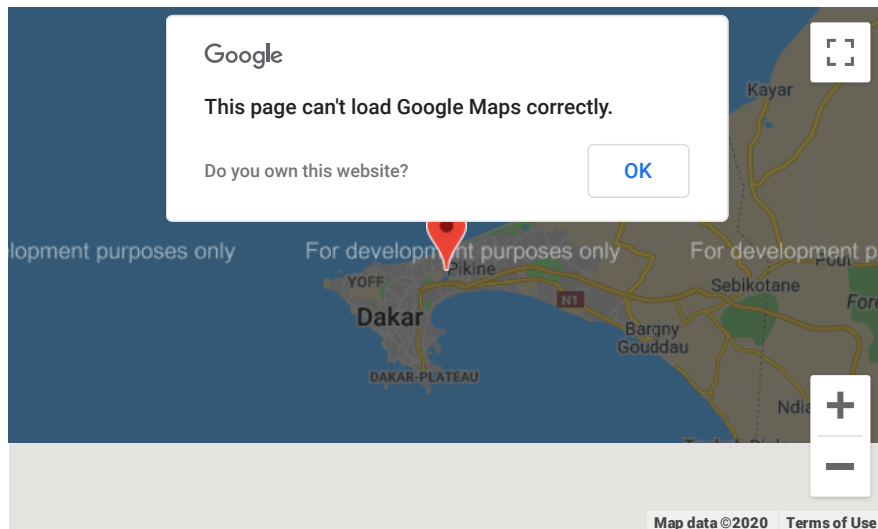 Google
This page can't load Google Maps correctly.
Do you own this website?
OK
Kayar
lopment purposes only
For development purposes only
For development p
Pout
Pikine
YOFF
Sebikotane
N1
Dakar
Bargny
Gouddau
DAKAR-PLATEAU
Map data ©2020
Terms of Use